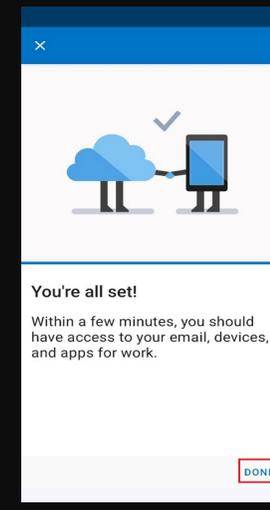 You're all set!
Within a few minutes, you should
have access to your email, devices,
and apps for work.